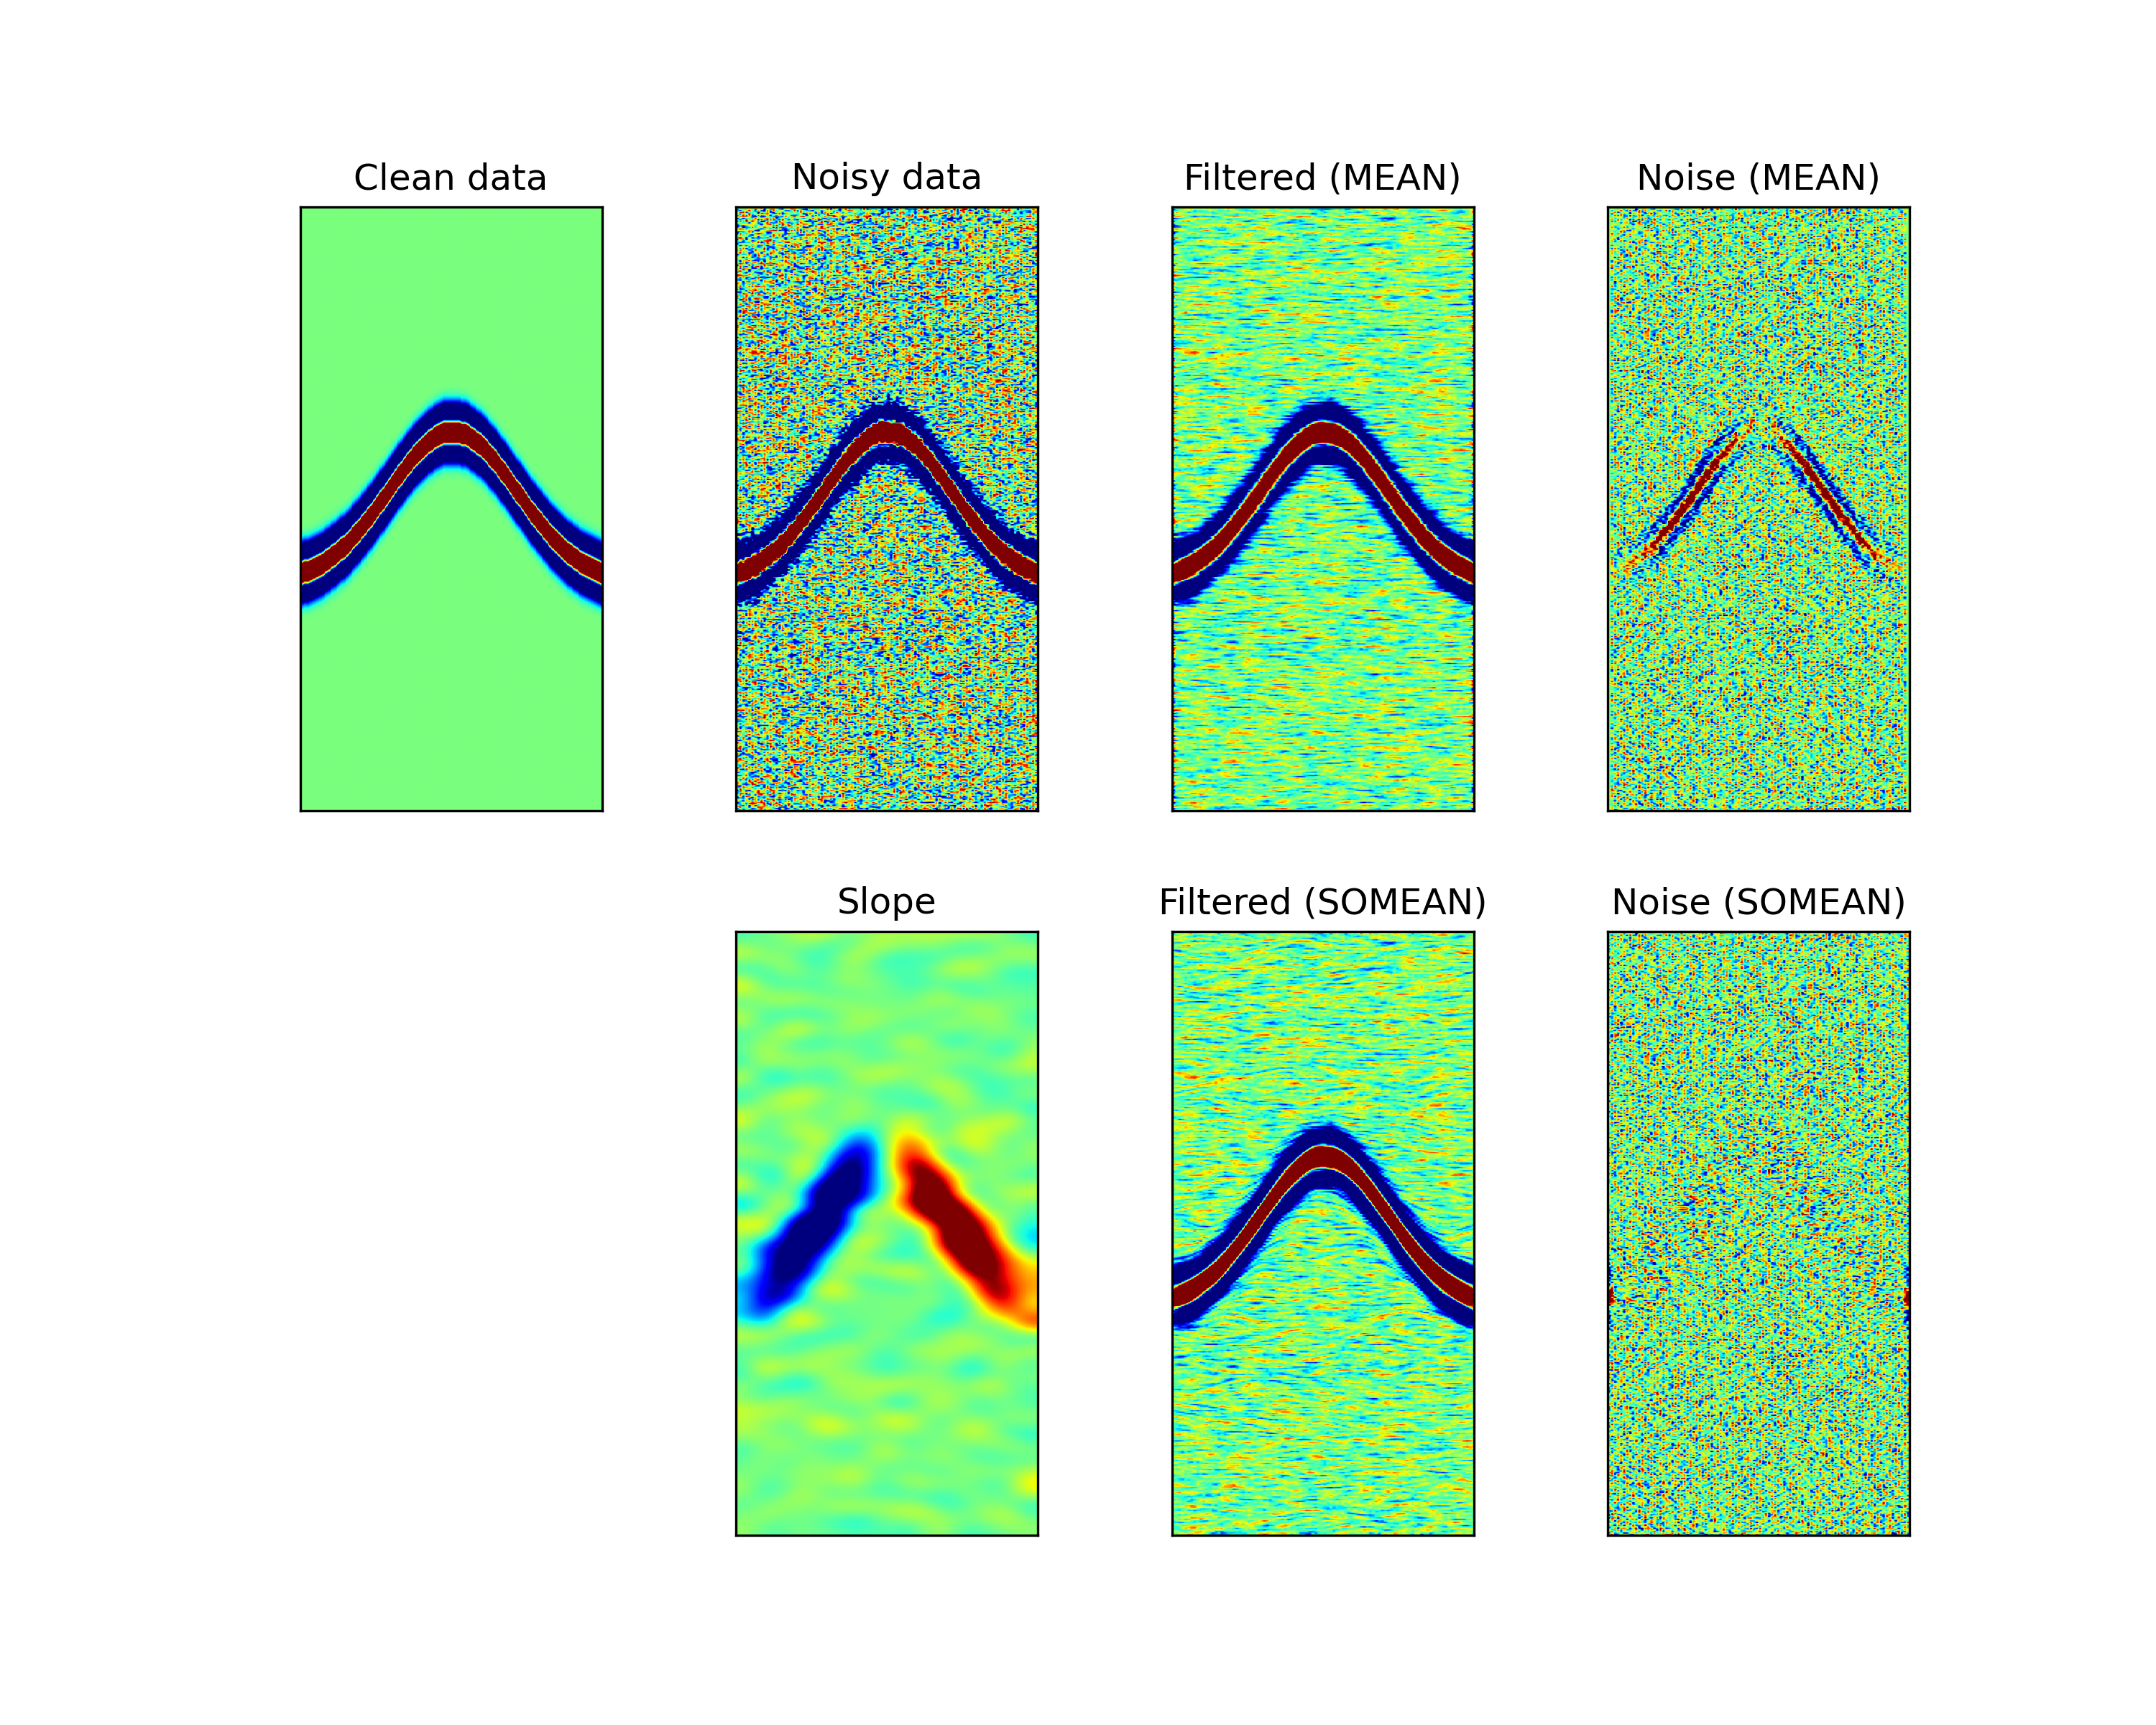 Clean data
Noisy data
Filtered (MEAN)
Noise (MEAN)
Slope
Filtered (SOMEAN)
Noise (SOMEAN)